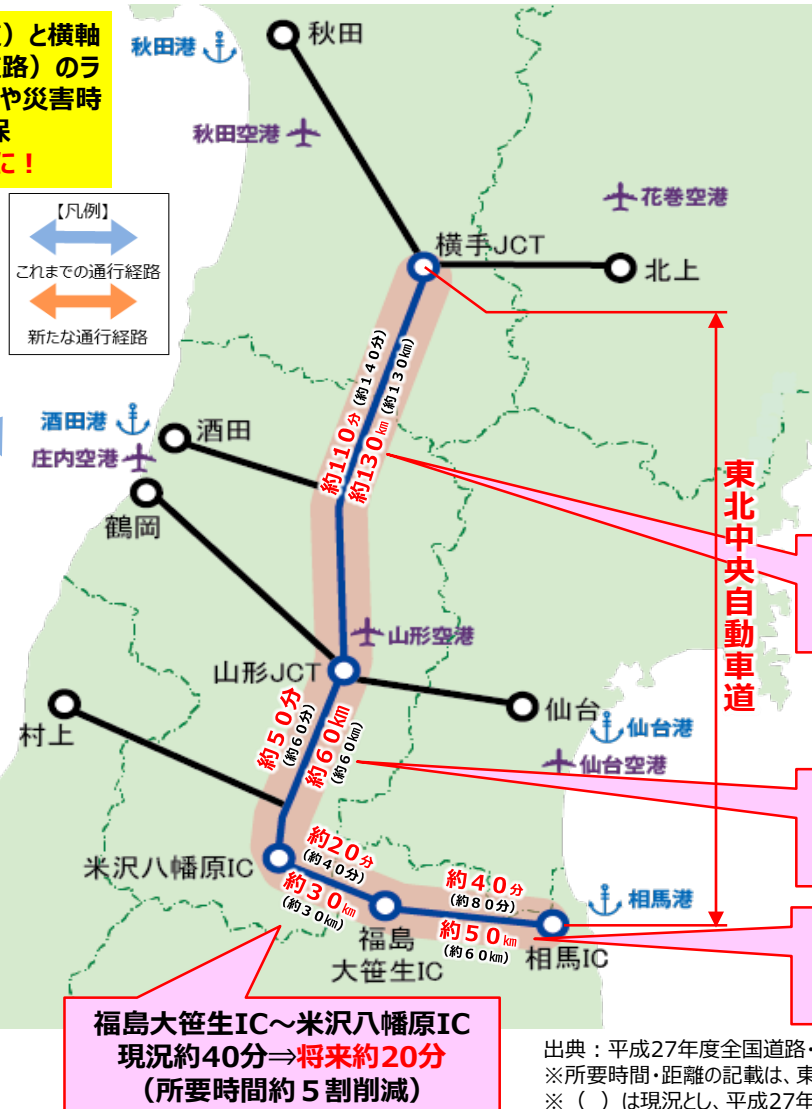 ）と横軸
路）のラ
や災害時
保
に！
【凡例】
これまでの通行経路
新たな通行経路
秋田港
秋田
秋田空港
花巻空港
横手JCT
北上
約110分（約140分）
約130㎞（約130㎞）
酒田港
酒田
庄内空港
鶴岡
東北中央自動車道
山形空港
山形JCT
仙台
仙台港
仙台空港
村上
約50分
（約60分）
約60㎞
（約60㎞）
米沢八幡原IC
約20分
（約40分）
約30㎞
（約30㎞）
約40分
（約80分）
約50㎞
（約60㎞）
相馬港
福島
大笹生IC
相馬IC
福島大笹生IC～米沢八幡原IC
現況約40分⇒将来約20分
（所要時間約５割削減）
出典：平成27年度全国道路・
※所要時間・距離の記載は、東
※（ ）は現況とし、平成27年